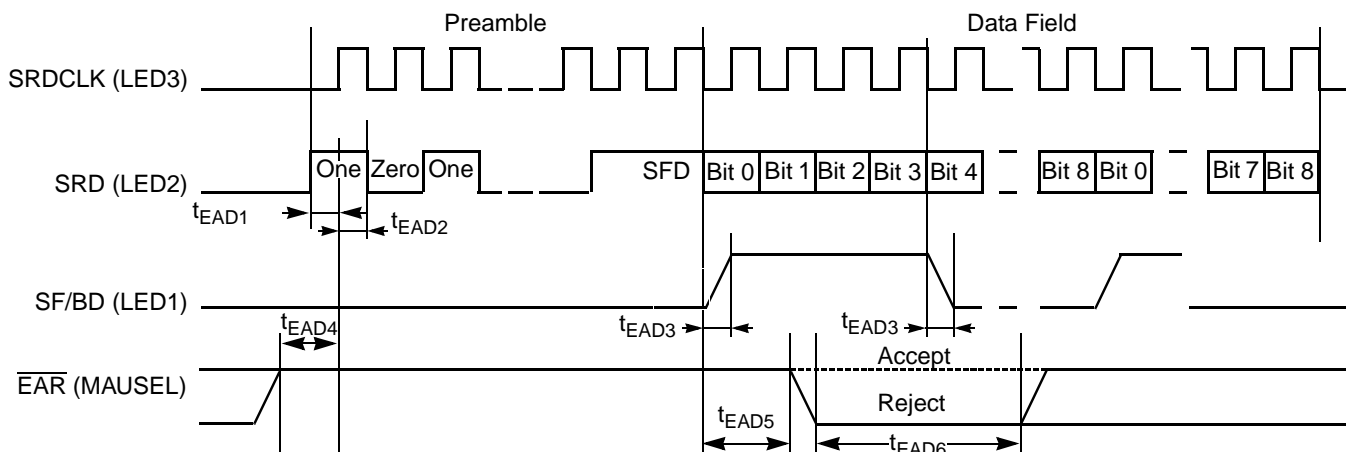 Preamble Data Field
SRDCLK (LED3)
SRD (LED2) One Zero One SFD Bit 0 Bit 1 Bit 2 Bit 3 Bit 4 Bit 8 Bit 0 Bit 7 Bit 8
tEAD1 tEAD2
SF/BD (LED1)
tEAD4 tEAD3 tEAD3
EAR (MAUSEL) Accept
Reject
tEAD5 tEAD6